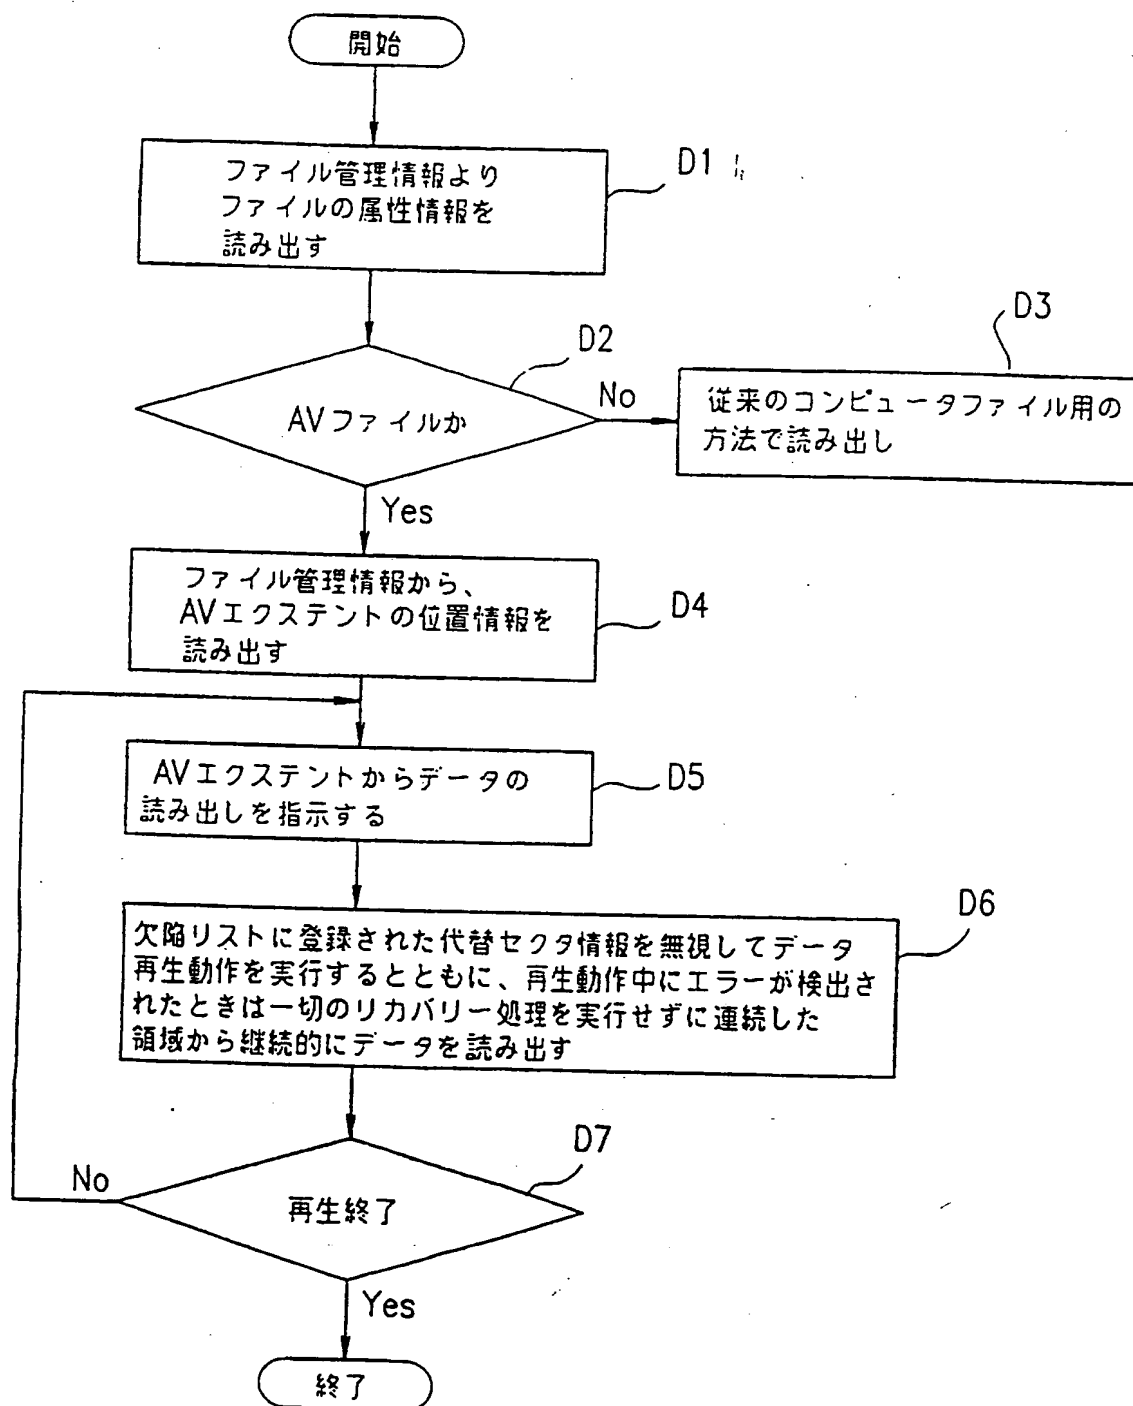 開始
ファイル管理情報より
ファイルの属性情報を
読み出す
D1
D2
AVファイルか
No
D3
従来のコンピュータファイル用の
方法で読み出し
Yes
ファイル管理情報から、
AVエクステントの位置情報を
読み出す
D4
AVエクステントからデータの
読み出しを指示する
D5
D6
欠陥リストに登録された代替セクタ情報を無視してデータ
再生動作を実行するとともに、再生動作中にエラーが検出さ
れたときは一切のリカバリー処理を実行せずに連続した
領域から継続的にデータを読み出す
D7
No
再生終了
Yes
終了